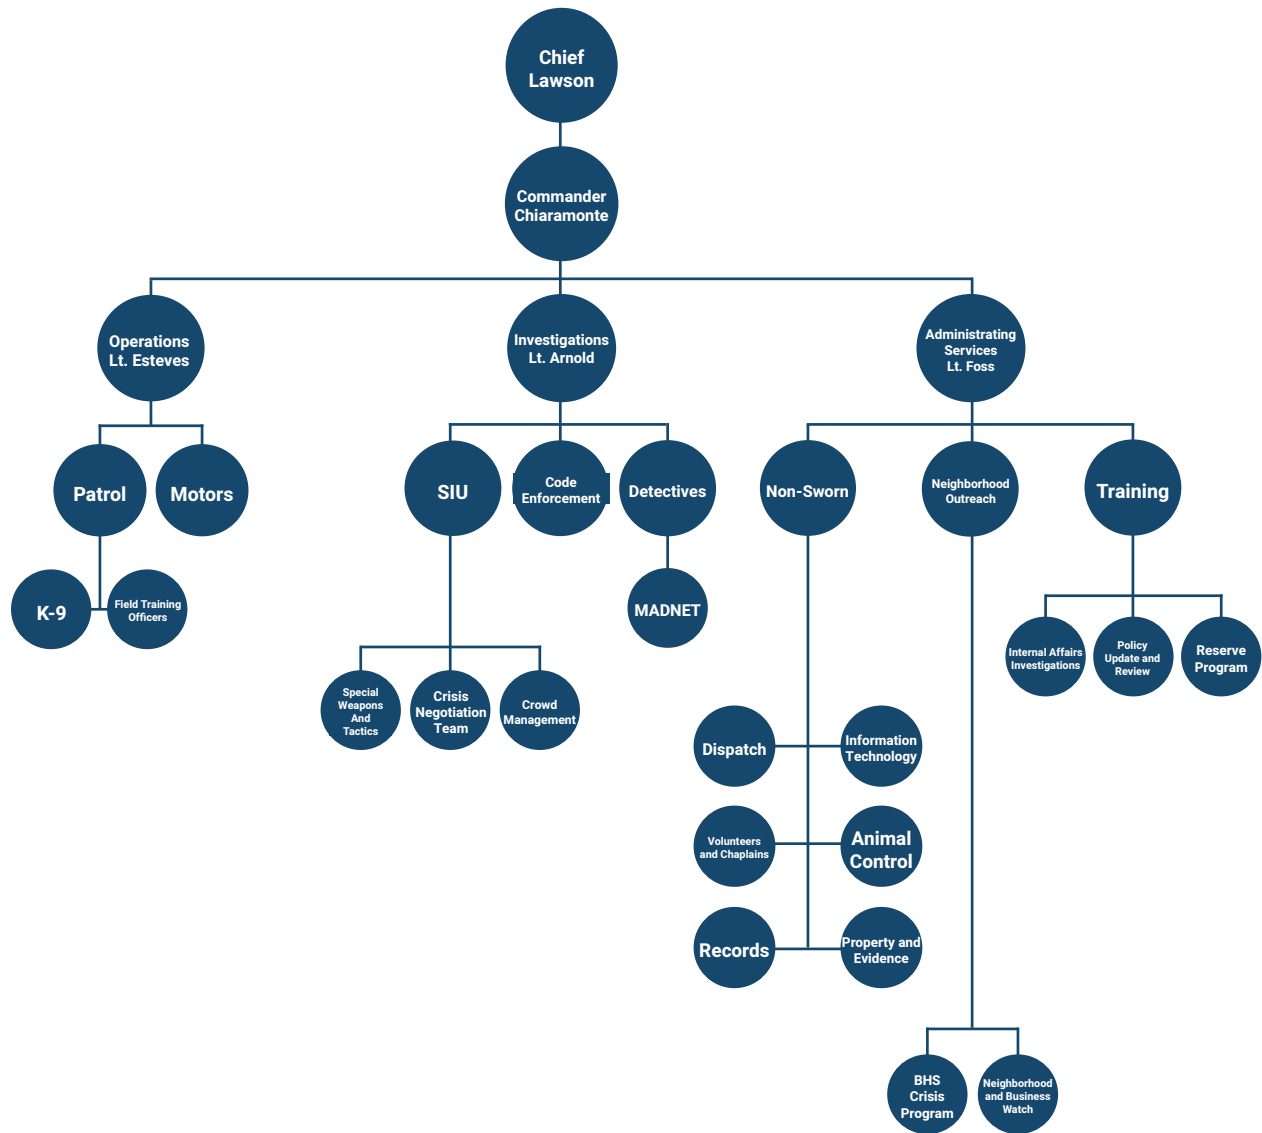 Chief
Lawson
Commander
Chiaramonte
Operations
Lt. Esteves
Investigations
Lt. Arnold
Administrating
Services
Lt. Foss
Patrol
Motors
SIU
Code
Enforcement
Detectives
Non-Sworn
Neighborhood
Outreach
Training
K-9
Field Training
Officers
MADNET
Internal Affairs
Investigations
Policy
Update and
Review
Reserve
Program
Special
Weapons
And
Tactics
Crisis
Negotiation
Team
Crowd
Management
Dispatch
Information
Technology
Volunteers
and Chaplains
Animal
Control
Records
Property and
Evidence
BHS
Crisis
Program
Neighborhood
and Business
Watch